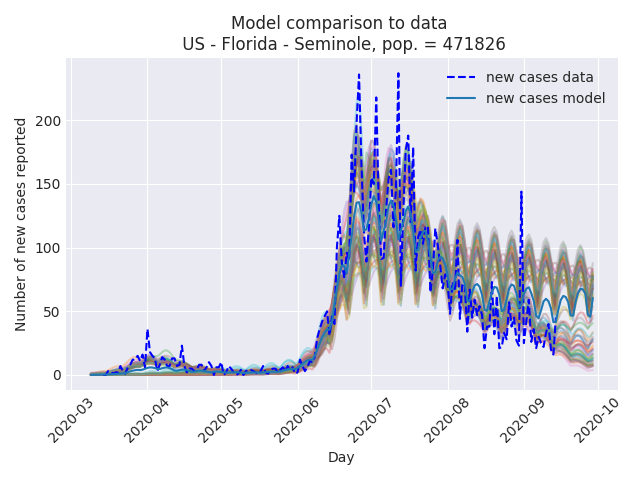 Model comparison to data
US - Florida - Seminole, pop. = 471826
new cases data
new cases model
Number of new cases reported
200
150
100
50
0
2020-03
2020-04
2020-05
2020-06
2020-07
2020-08
2020-09
2020-10
Day